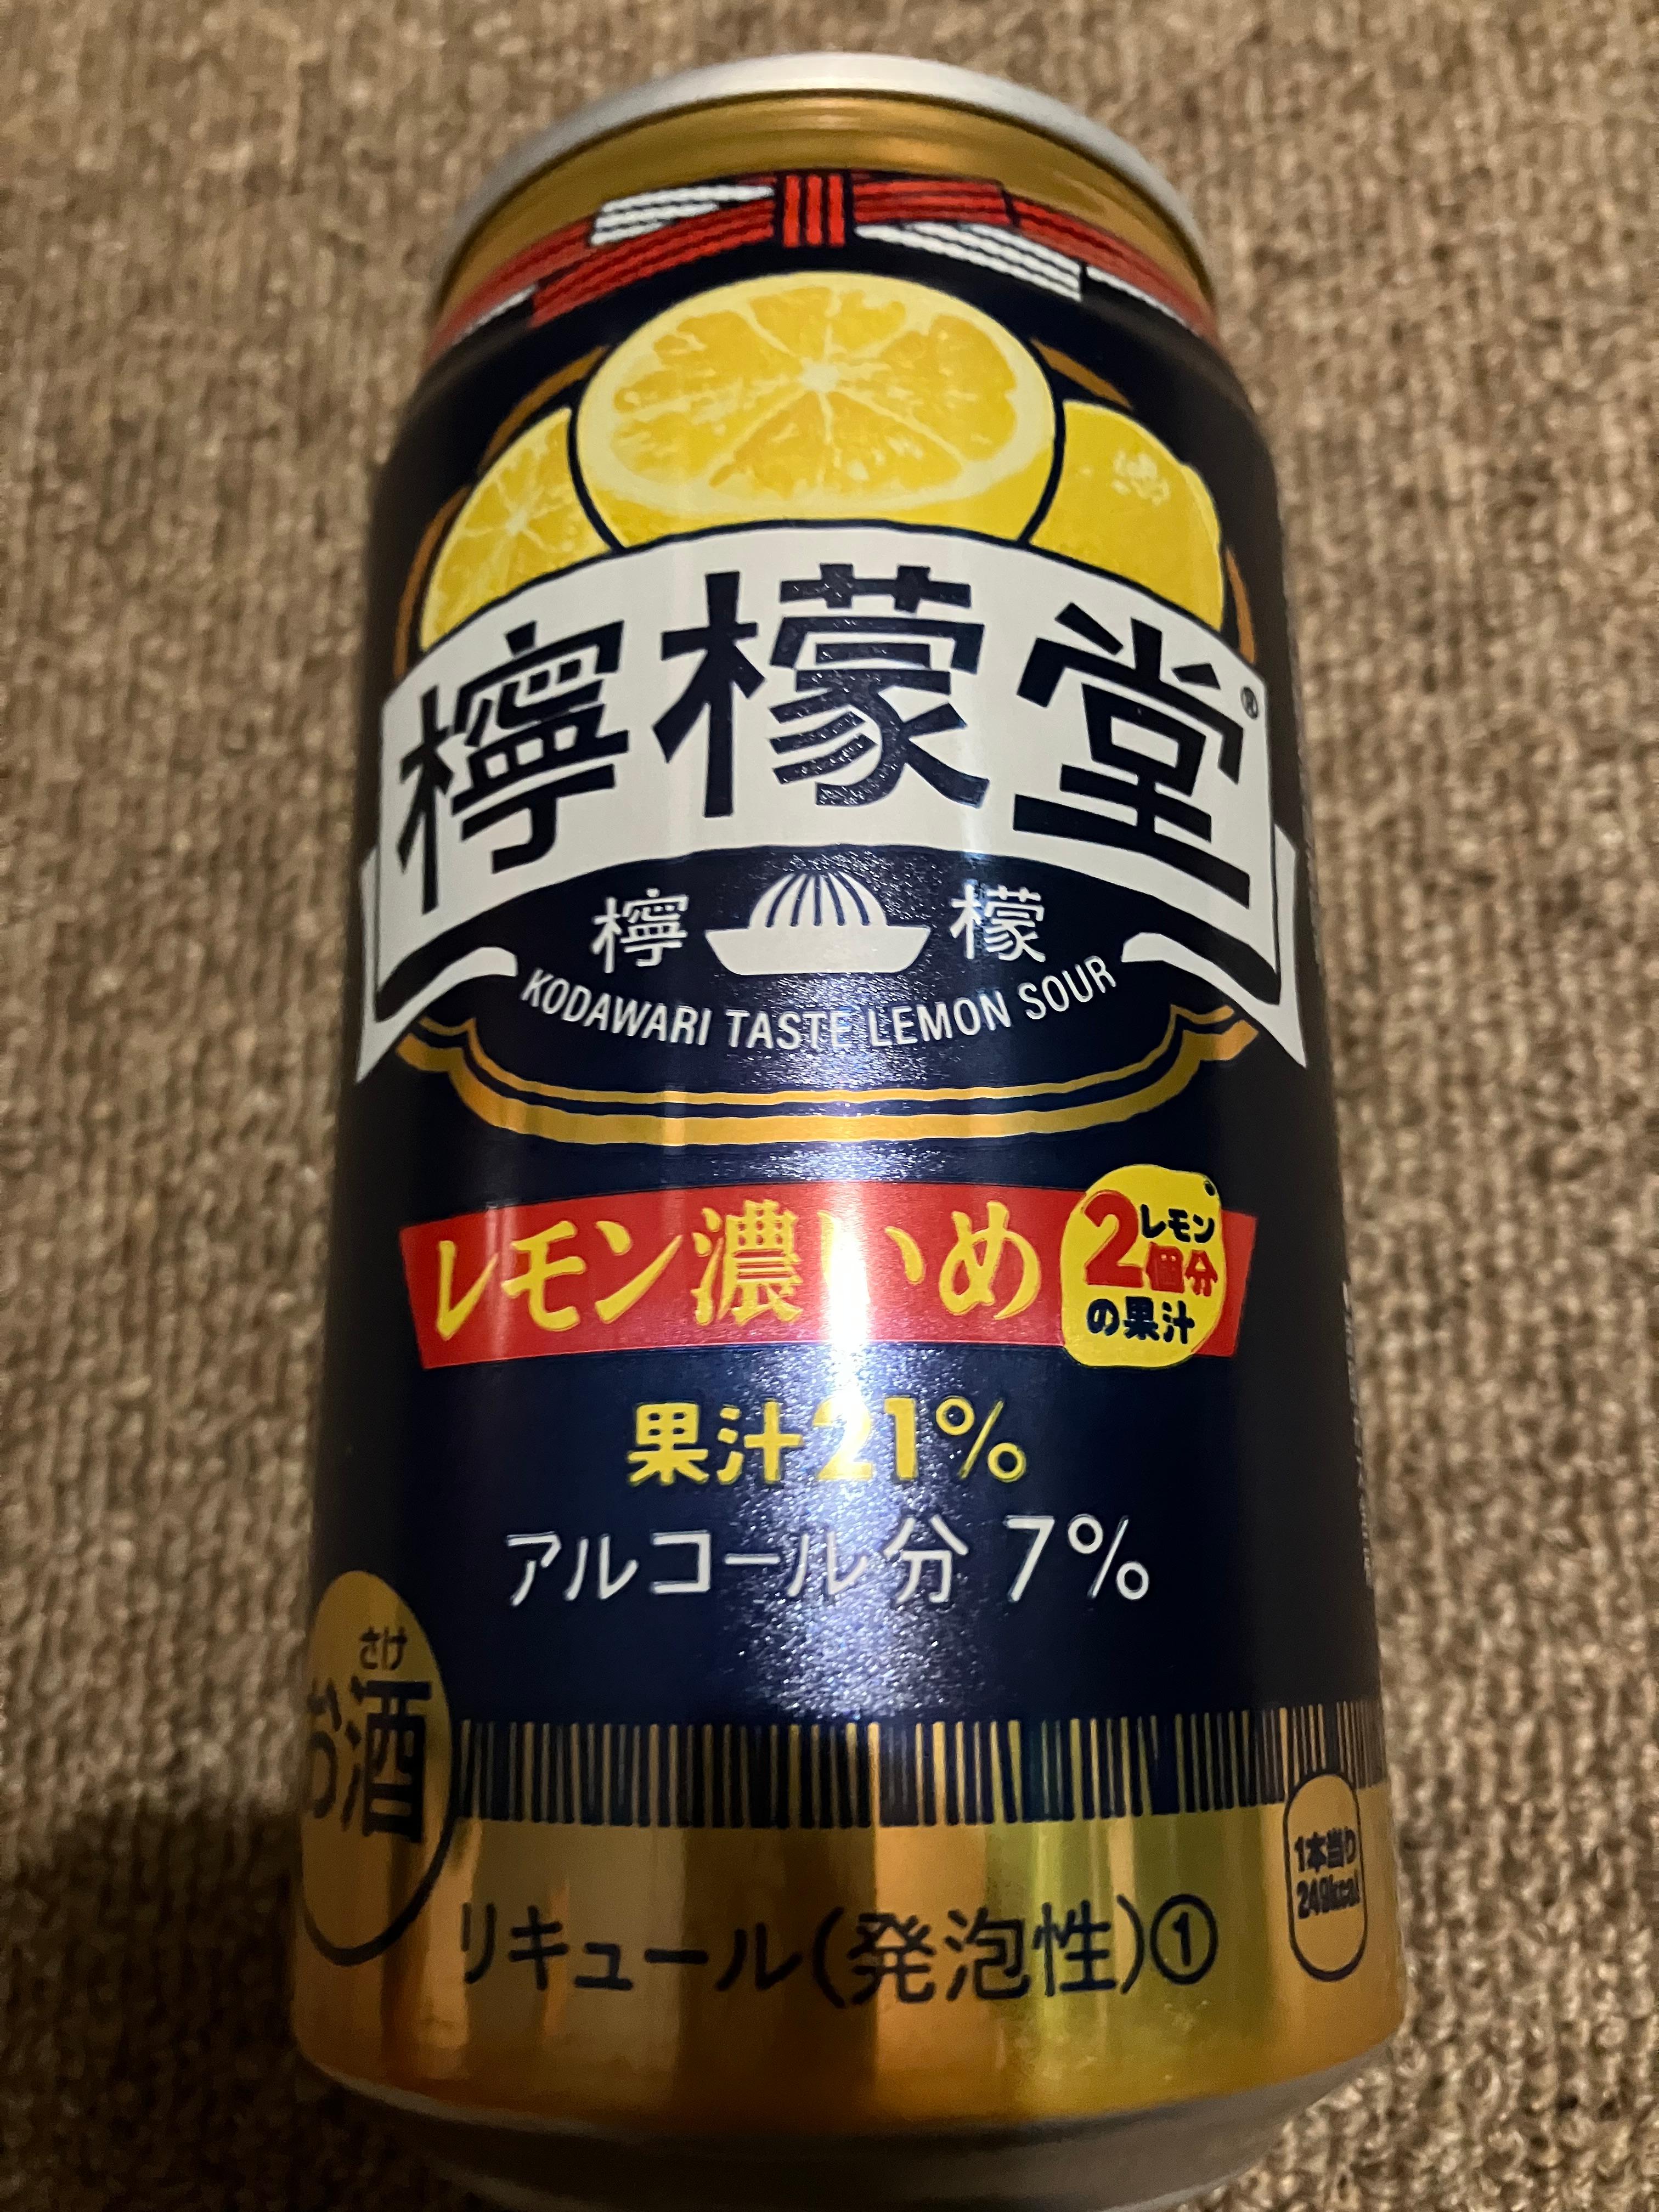 檸檬堂®
檸檬
KODAWARI TASTE LEMON SOUR
レモン濃いめ
レモン
2個分
の果汁
果汁21%
アルコール分 7%
さけ
お酒
リキュール(発泡性)①
1本当り